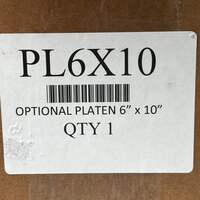 PL6X10
OPTIONAL PLATEN 6” x 10”
QTY 1